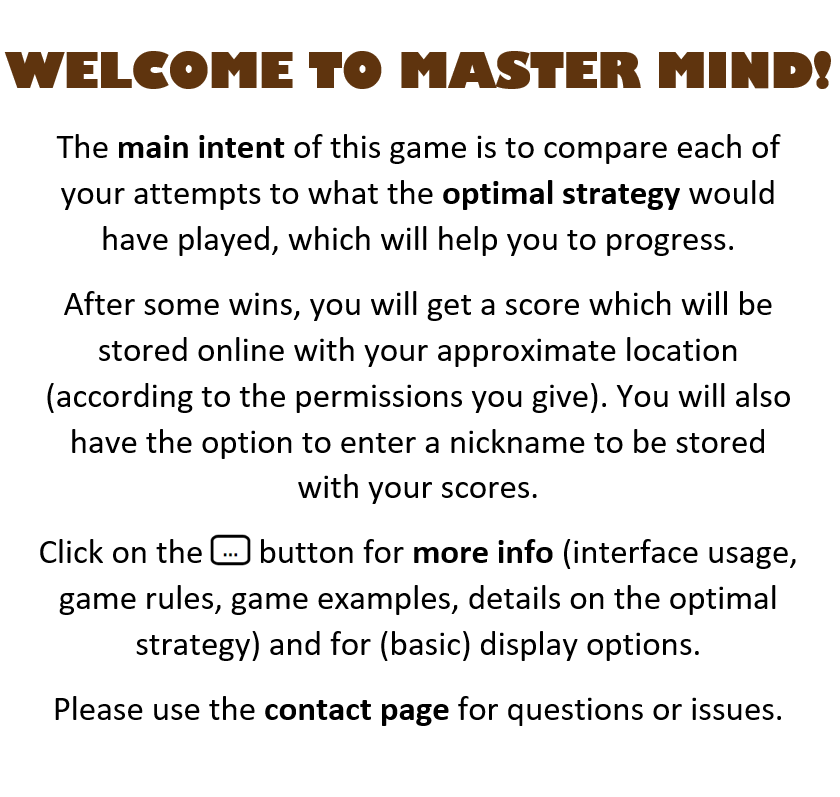 WELCOME TO MASTER MIND!
The main intent of this game is to compare each of
your attempts to what the optimal strategy would
have played, which will help you to progress.
After some wins, you will get a score which will be
stored online with your approximate location
(according to the permissions you give). You will also
have the option to enter a nickname to be stored
with your scores.
Click on the ... button for more info (interface usage,
game rules, game examples, details on the optimal
strategy) and for (basic) display options.
Please use the contact page for questions or issues.